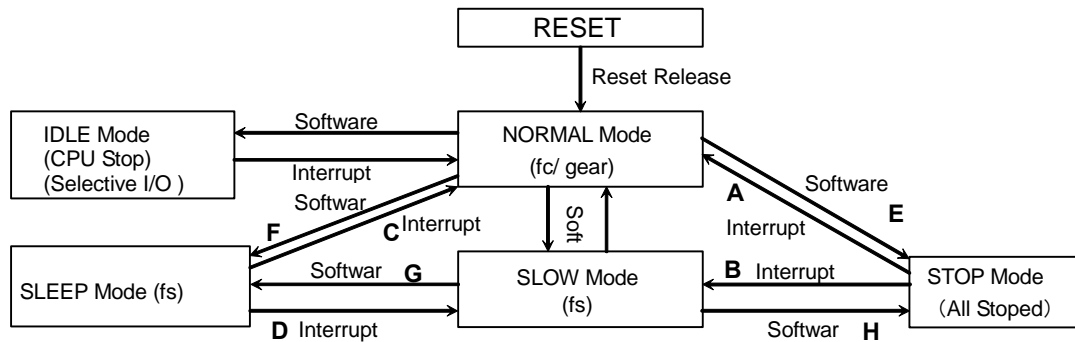 RESET
Reset Release
IDLE Mode
(CPU Stop)
(Selective I/O )
Software
Interrupt
NORMAL Mode
(fc/ gear)
Softwar
F
C
Interrupt
Soft
A
Software
E
Interrupt
SLEEP Mode (fs)
Softwar
G
D
Interrupt
SLOW Mode
(fs)
B
Interrupt
Softwar
H
STOP Mode
（All Stoped）